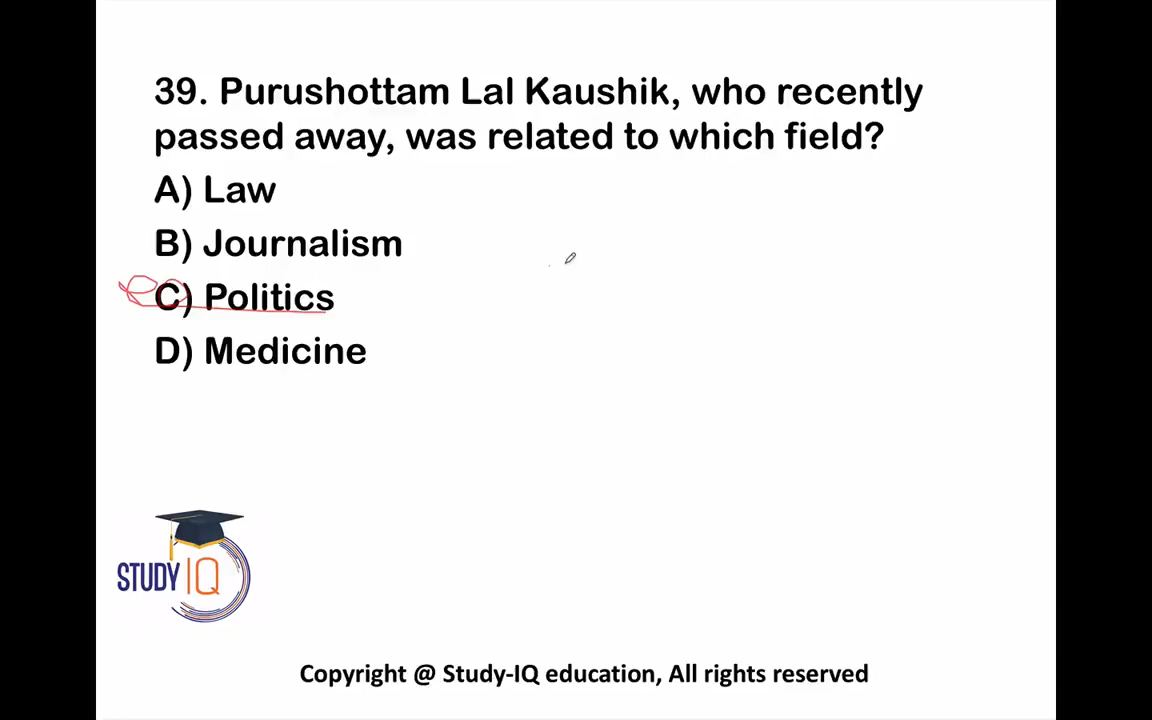 39. Purushottam Lal Kaushik, who recently
passed away, was related to which field?
A) Law
B) Journalism
C) Politics
D) Medicine
STUDY IQ
Copyright @ Study-IQ education, All rights reserved